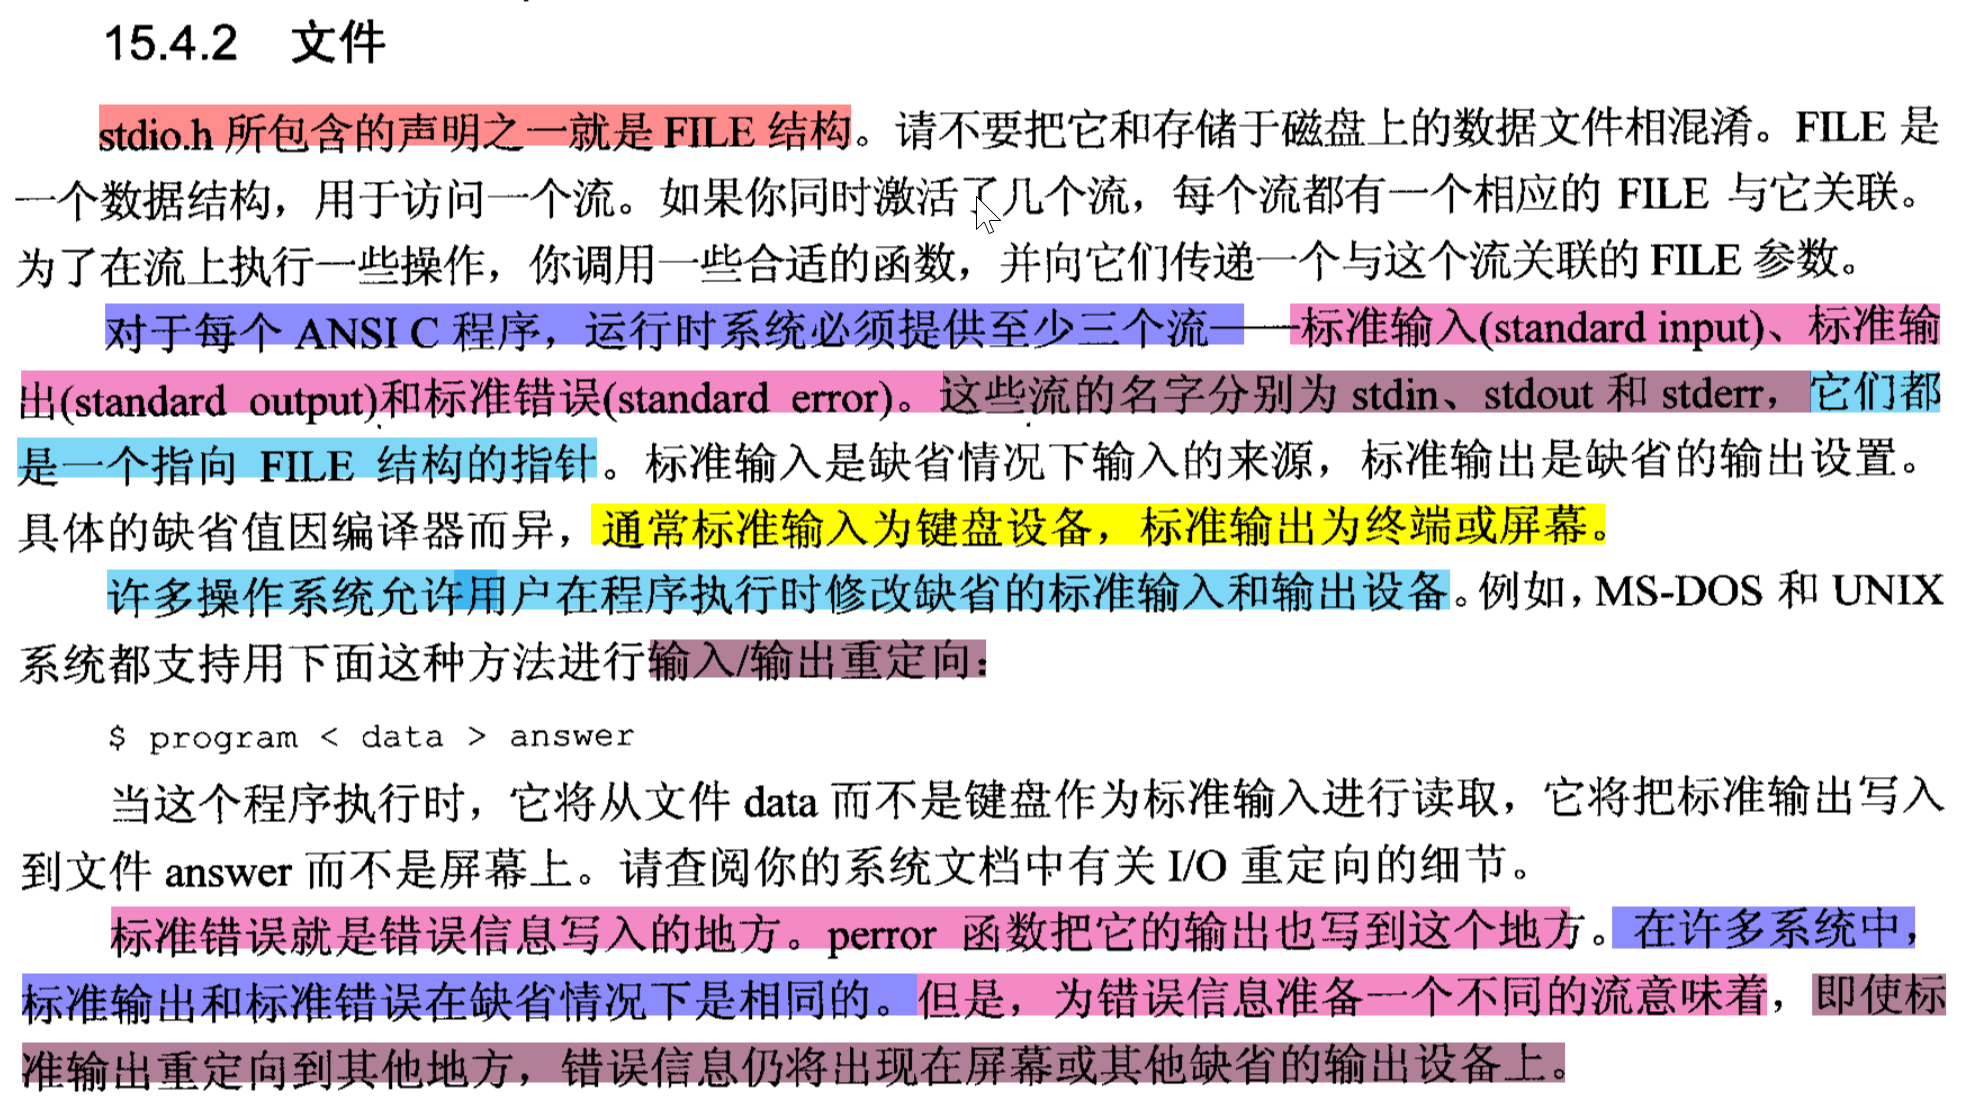 15.4.2 文件
stdio.h 所包含的声明之一就是 FILE 结构。请不要把它和存储于磁盘上的数据文件相混淆。FILE 是
一个数据结构，用于访问一个流。如果你同时激活了几个流，每个流都有一个相应的 FILE 与它关联。
为了在流上执行一些操作，你调用一些合适的函数，并向它们传递一个与这个流关联的 FILE 参数。
对于每个 ANSI C 程序，运行时系统必须提供至少三个流——标准输入(standard input)、标准输
出(standard output)和标准错误(standard error)。这些流的名字分别为 stdin、stdout 和 stderr，它们都
是一个指向 FILE 结构的指针。标准输入是缺省情况下输入的来源，标准输出是缺省的输出设置。
具体的缺省值因编译器而异，通常标准输入为键盘设备，标准输出为终端或屏幕。
许多操作系统允许用户在程序执行时修改缺省的标准输入和输出设备。例如，MS-DOS 和 UNIX
系统都支持用下面这种方法进行输入/输出重定向：
$ program < data > answer
当这个程序执行时，它将从文件 data 而不是键盘作为标准输入进行读取，它将把标准输出写入
到文件 answer 而不是屏幕上。请查阅你的系统文档中有关 I/O 重定向的细节。
标准错误就是错误信息写入的地方。perror 函数把它的输出也写到这个地方。在许多系统中，
标准输出和标准错误在缺省情况下是相同的。但是，为错误信息准备一个不同的流意味着，即使标
准输出重定向到其他地方，错误信息仍将出现在屏幕或其他缺省的输出设备上。